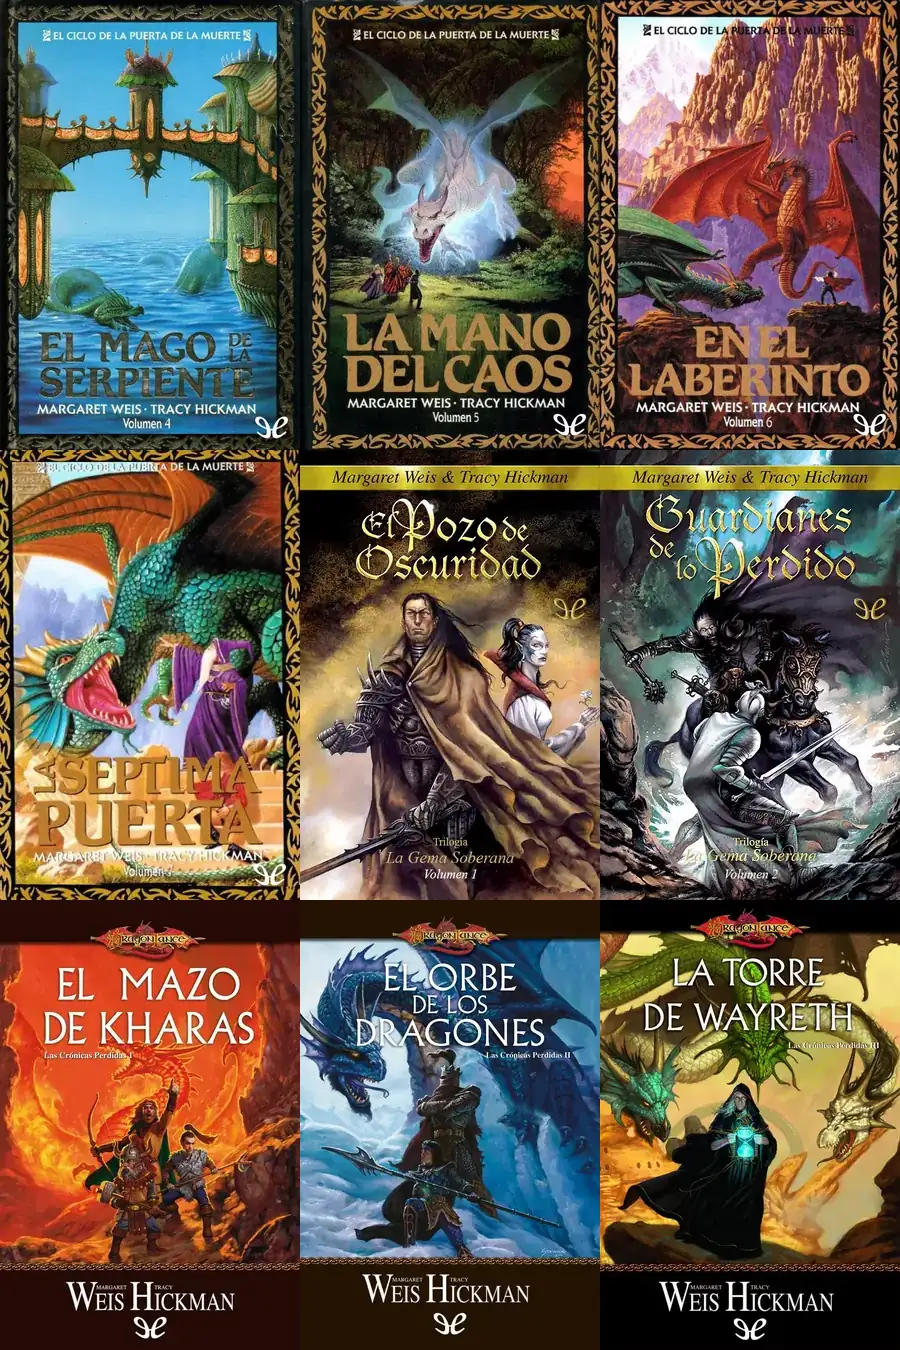 EL CICLO DE LA PUERTA DE LA MUERTE
EL MAGO DE LA
SERPIENTE
MARGARET WEIS · TRACY HICKMAN
Volumen 4
EL CICLO DE LA PUERTA DE LA MUERTE
LA MANO
DEL CAOS
MARGARET WEIS · TRACY HICKMAN
Volumen 5
EL CICLO DE LA PUERTA DE LA MUERTE
EN EL
LABERINTO
MARGARET WEIS · TRACY HICKMAN
Volumen 6
EL CICLO DE LA PUERTA DE LA MUERTE
LA SEPTIMA
PUERTA
MARGARET WEIS · TRACY HICKMAN
Volumen
Margaret Weis & Tracy Hickman
El Pozo de
Oscuridad
Trilogía
La Gema Soberana
Volumen 1
Margaret Weis & Tracy Hickman
Guardianes
de lo Perdido
Trilogía
La Gema Soberana
Volumen 2
DRAGONLANCE
EL MAZO
DE KHARAS
Las Crónicas Perdidas I
MARGARET TRACY
WEIS HICKMAN
DRAGONLANCE
EL ORBE
DE LOS
DRAGONES
Las Crónicas Perdidas II
MARGARET TRACY
WEIS HICKMAN
DRAGONLANCE
LA TORRE
DE WAYRETH
Las Crónicas Perdidas III
MARGARET TRACY
WEIS HICKMAN